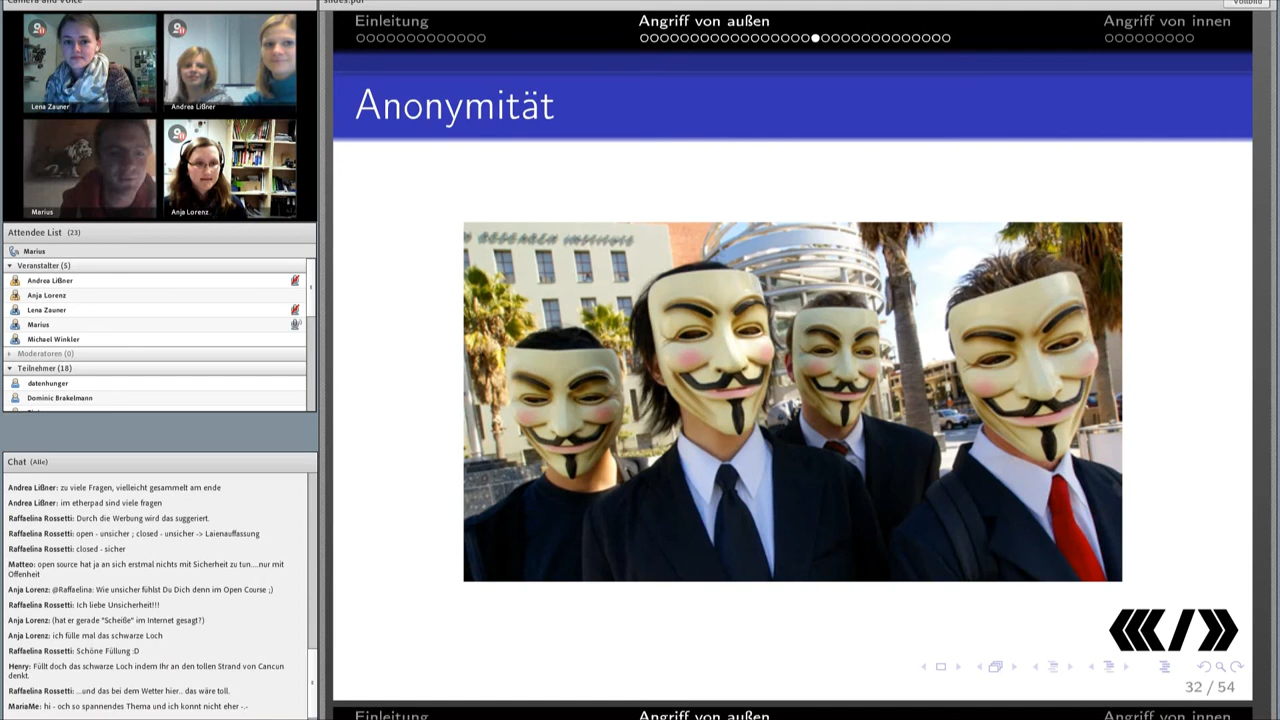 Camera and Voice
slides.pdf
Vollbild
Lena Zauner
Andrea Lißner
Marius
Anja Lorenz
Attendee List (23)
Marius
Veranstalter (5)
Andrea Lißner
Anja Lorenz
Lena Zauner
Marius
Michael Winkler
Moderatoren (0)
Teilnehmer (18)
datenhunger
Dominic Brakelmann
Chat (Alle)
Andrea Lißner: zu viele Fragen, vielleicht gesammelt am ende
Andrea Lißner: im etherpad sind viele fragen
Raffaelina Rossetti: Durch die Werbung wird das suggeriert.
Raffaelina Rossetti: open - unsicher ; closed - unsicher -> Laienauffassung
Raffaelina Rossetti: closed - sicher
Matteo: open source hat ja an sich erstmal nichts mit Sicherheit zu tun....nur mit
Offenheit
Anja Lorenz: @Raffaelina: Wie unsicher fühlst Du Dich denn im Open Course ;)
Raffaelina Rossetti: Ich liebe Unsicherheit!!!
Anja Lorenz: (hat er gerade "Scheiße" im Internet gesagt?)
Anja Lorenz: ich fülle mal das schwarze Loch
Raffaelina Rossetti: Schöne Füllung :D
Henry: Füllt doch das schwarze Loch indem Ihr an den tollen Strand von Cancun
denkt.
Raffaelina Rossetti: ...und das bei dem Wetter hier.. das wäre toll.
MariaMe: hi - och so spannendes Thema und ich konnt nicht eher -.-
Einleitung
Angriff von außen
Angriff von innen
Anonymität
RESEARCH INSTITUTE
32 / 54
Einleitung
Angriff von außen
Angriff von innen